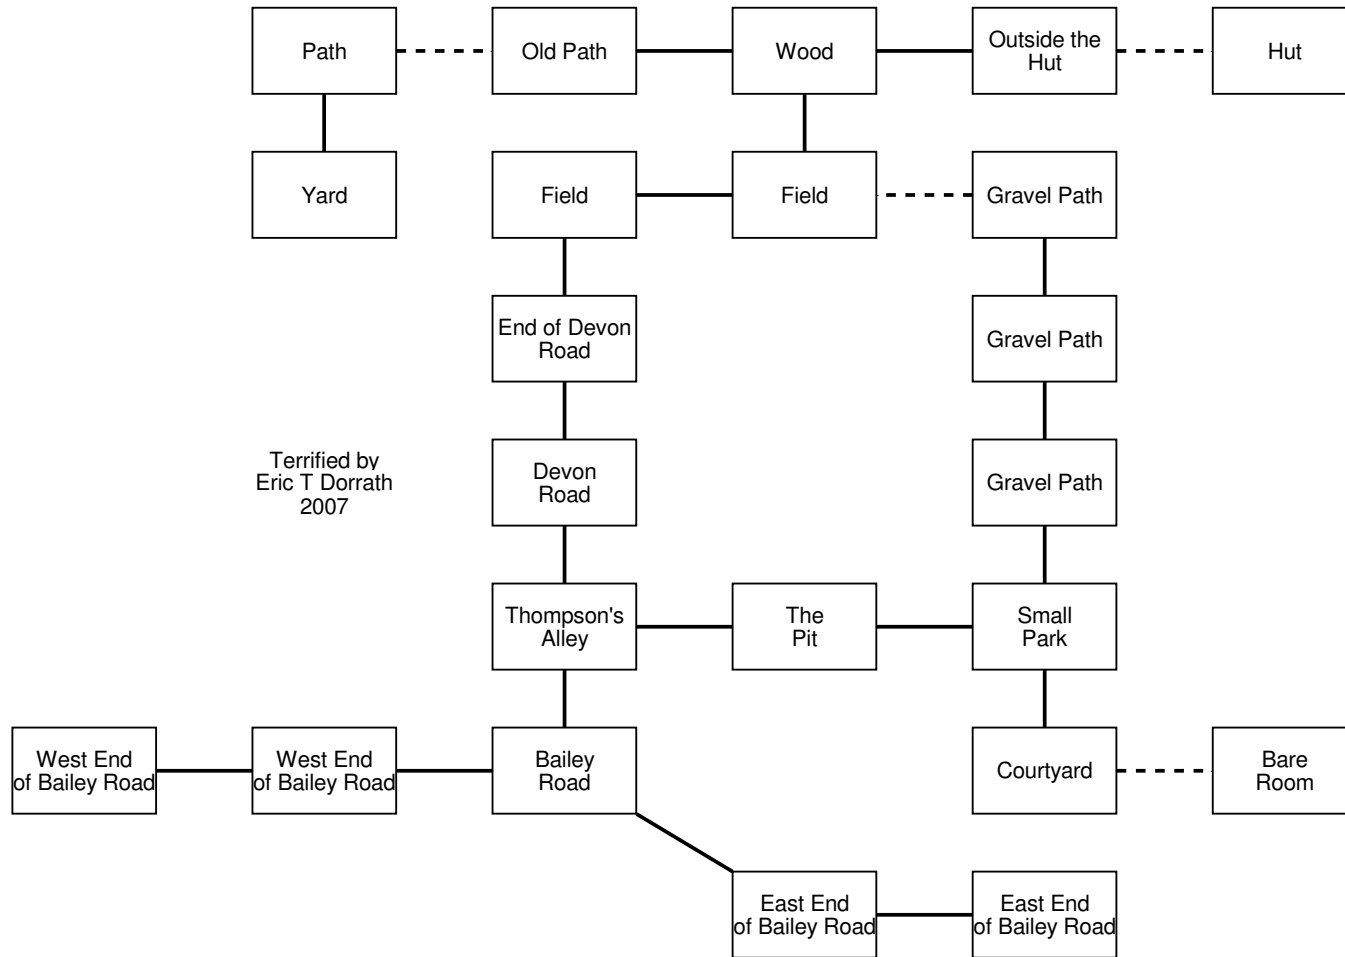 Path
Old Path
Wood
Outside the
Hut
Hut
Yard
Field
Field
Gravel Path
End of Devon
Road
Gravel Path
Terrified by
Eric T Dorrath
2007
Devon
Road
Gravel Path
Thompson's
Alley
The
Pit
Small
Park
West End
of Bailey Road
West End
of Bailey Road
Bailey
Road
Courtyard
Bare
Room
East End
of Bailey Road
East End
of Bailey Road